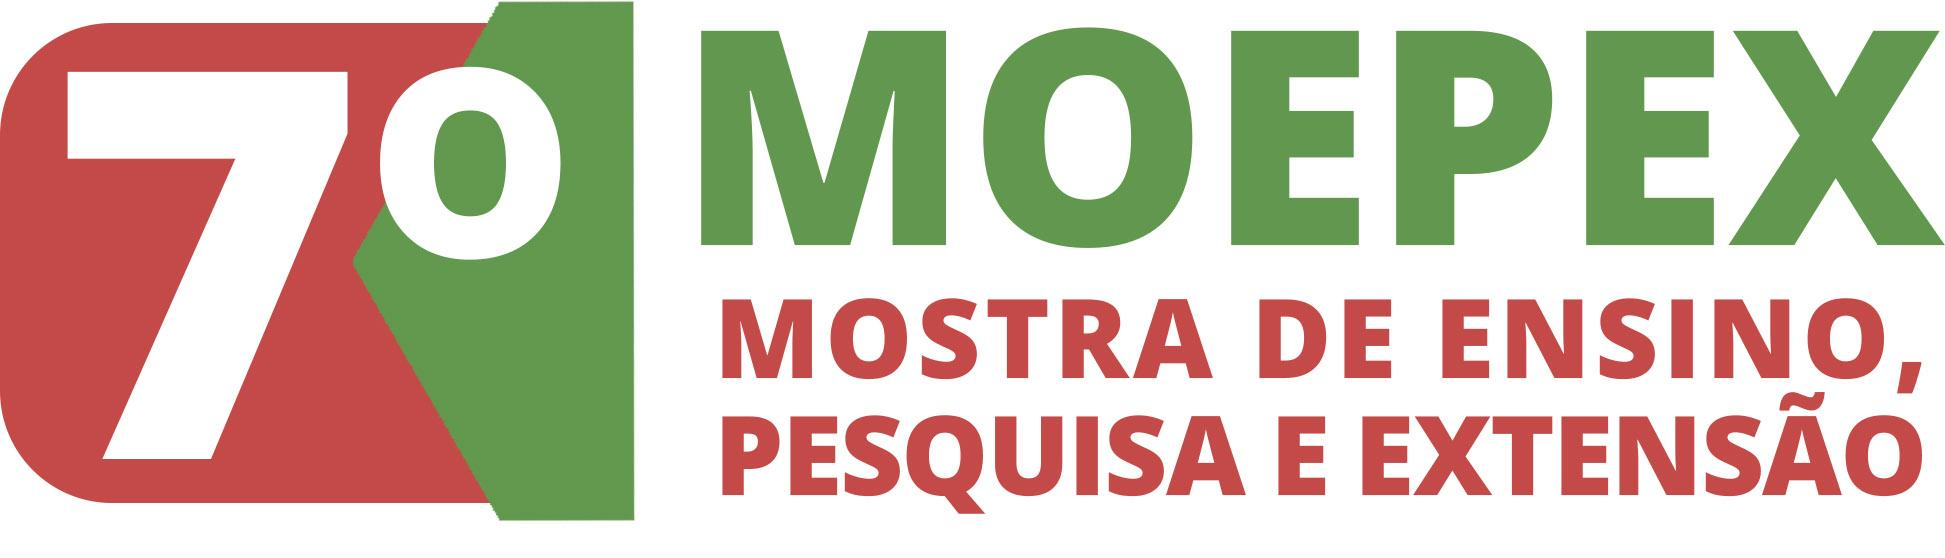 7º MOEPEX
MOSTRA DE ENSINO,
PESQUISA E EXTENSÃO